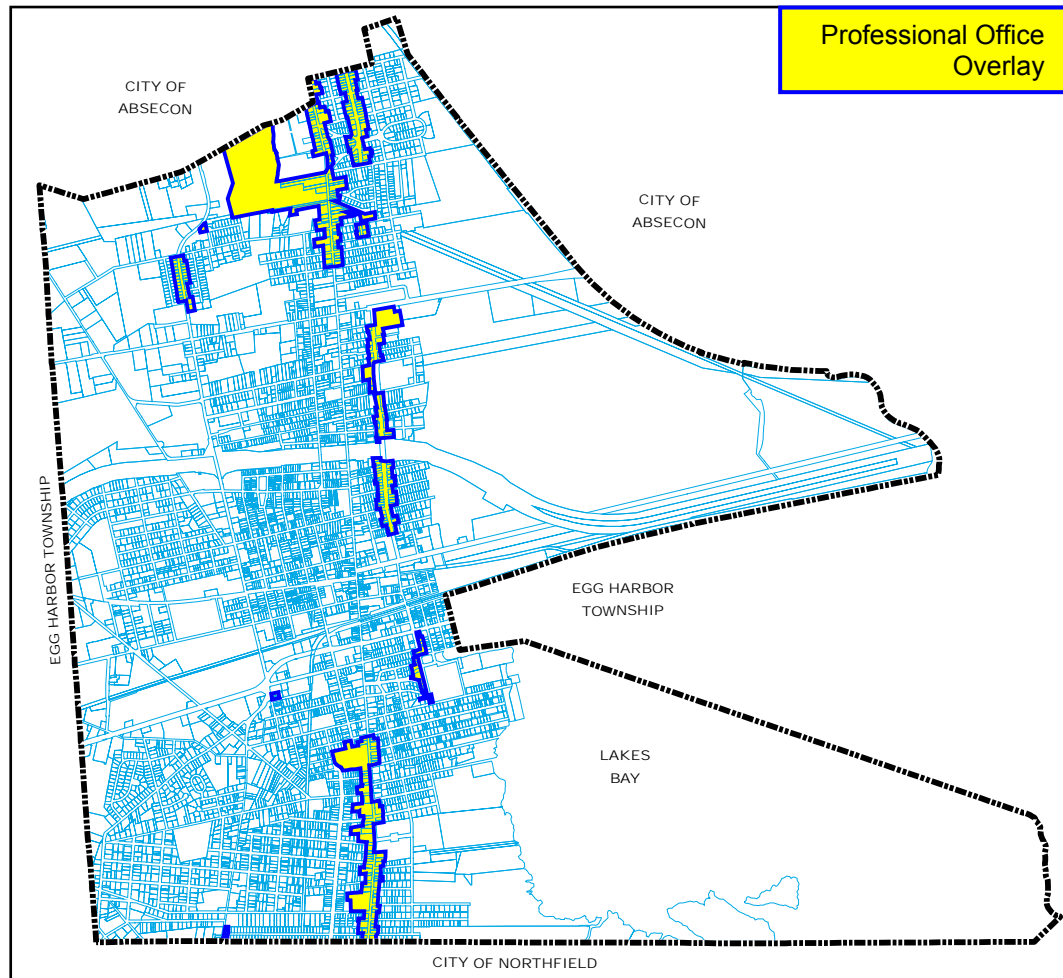 Professional Office
Overlay
CITY OF
ABSECON
CITY OF
ABSECON
EGG HARBOR TOWNSHIP
EGG HARBOR
TOWNSHIP
LAKES
BAY
CITY OF NORTHFIELD